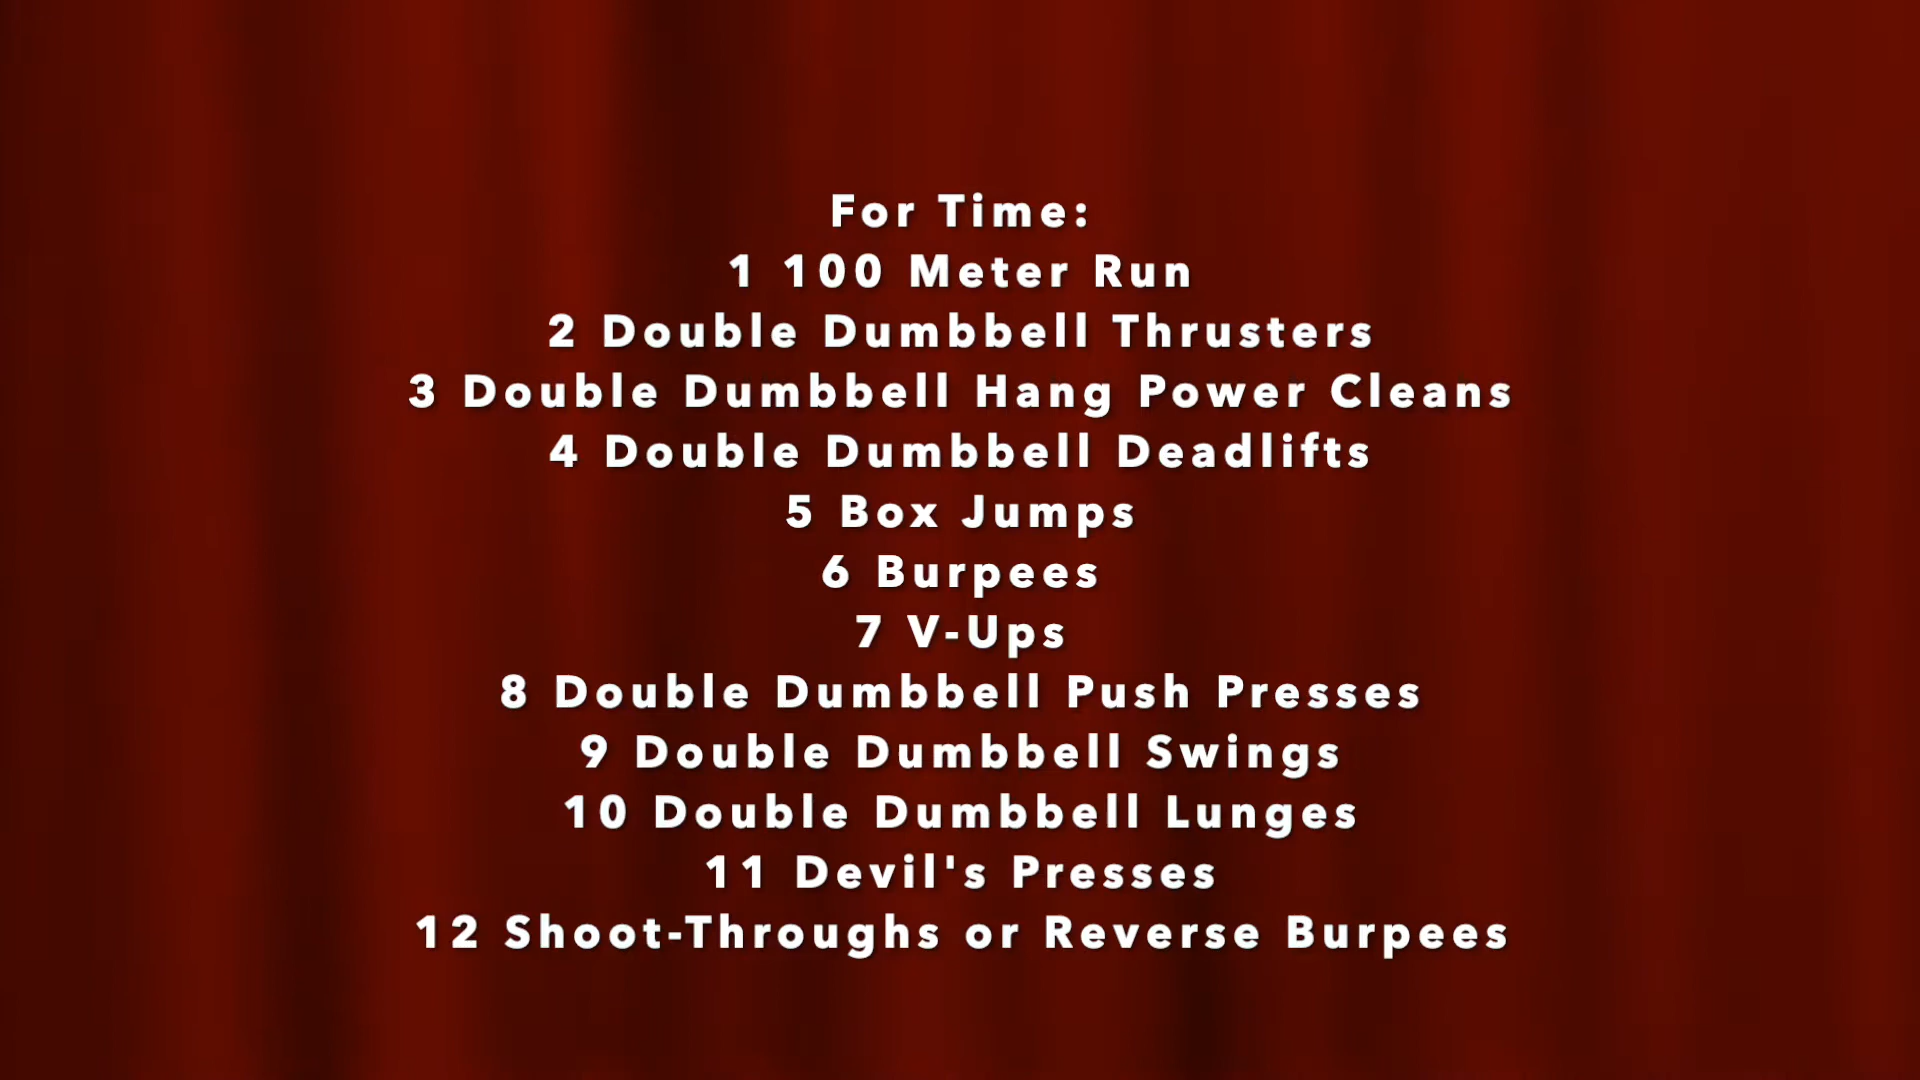 For Time:
1 100 Meter Run
2 Double Dumbbell Thrusters
3 Double Dumbbell Hang Power Cleans
4 Double Dumbbell Deadlifts
5 Box Jumps
6 Burpees
7 V-Ups
8 Double Dumbbell Push Presses
9 Double Dumbbell Swings
10 Double Dumbbell Lunges
11 Devil's Presses
12 Shoot-Throughs or Reverse Burpees